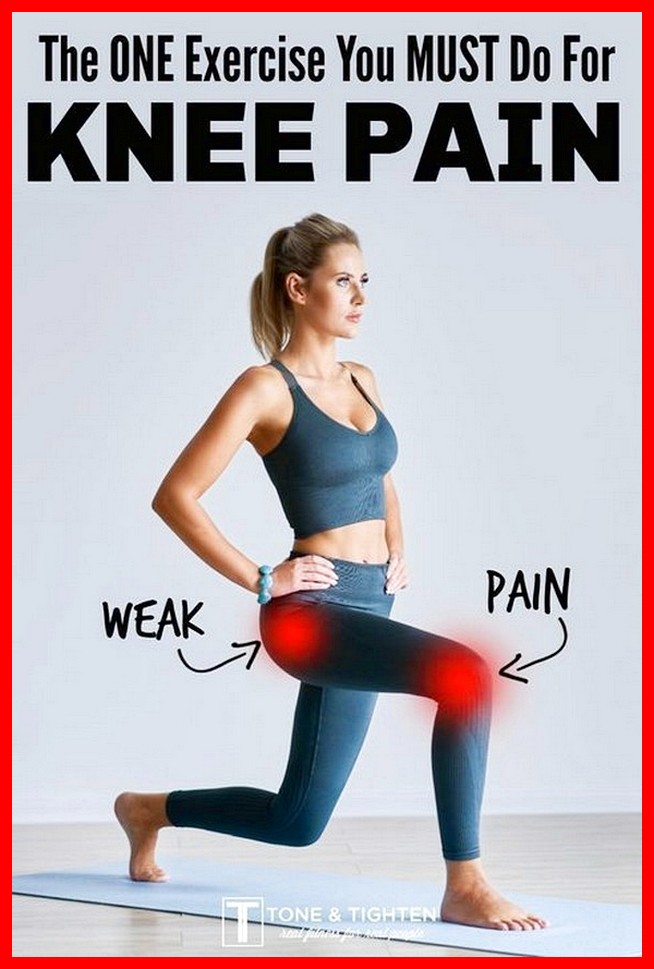 The ONE Exercise You MUST Do For
KNEE PAIN
PAIN
WEAK
T TONE & TIGHTEN
real fitness for real people